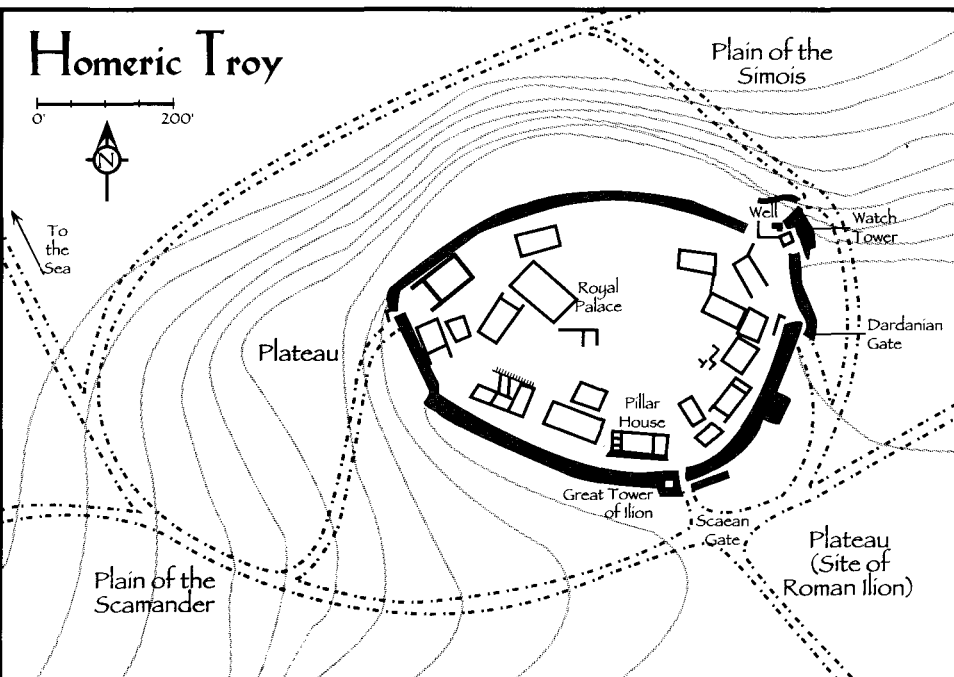 Homeric Troy
0'
200'
N
To
the
Sea
Plain of the
Simois
Well
Watch
Tower
Royal
Palace
Dardanian
Gate
Plateau
Pillar
House
Great Tower
of Ilion
Scaean
Gate
Plain of the
Scamander
Plateau
(Site of
Roman Ilion)